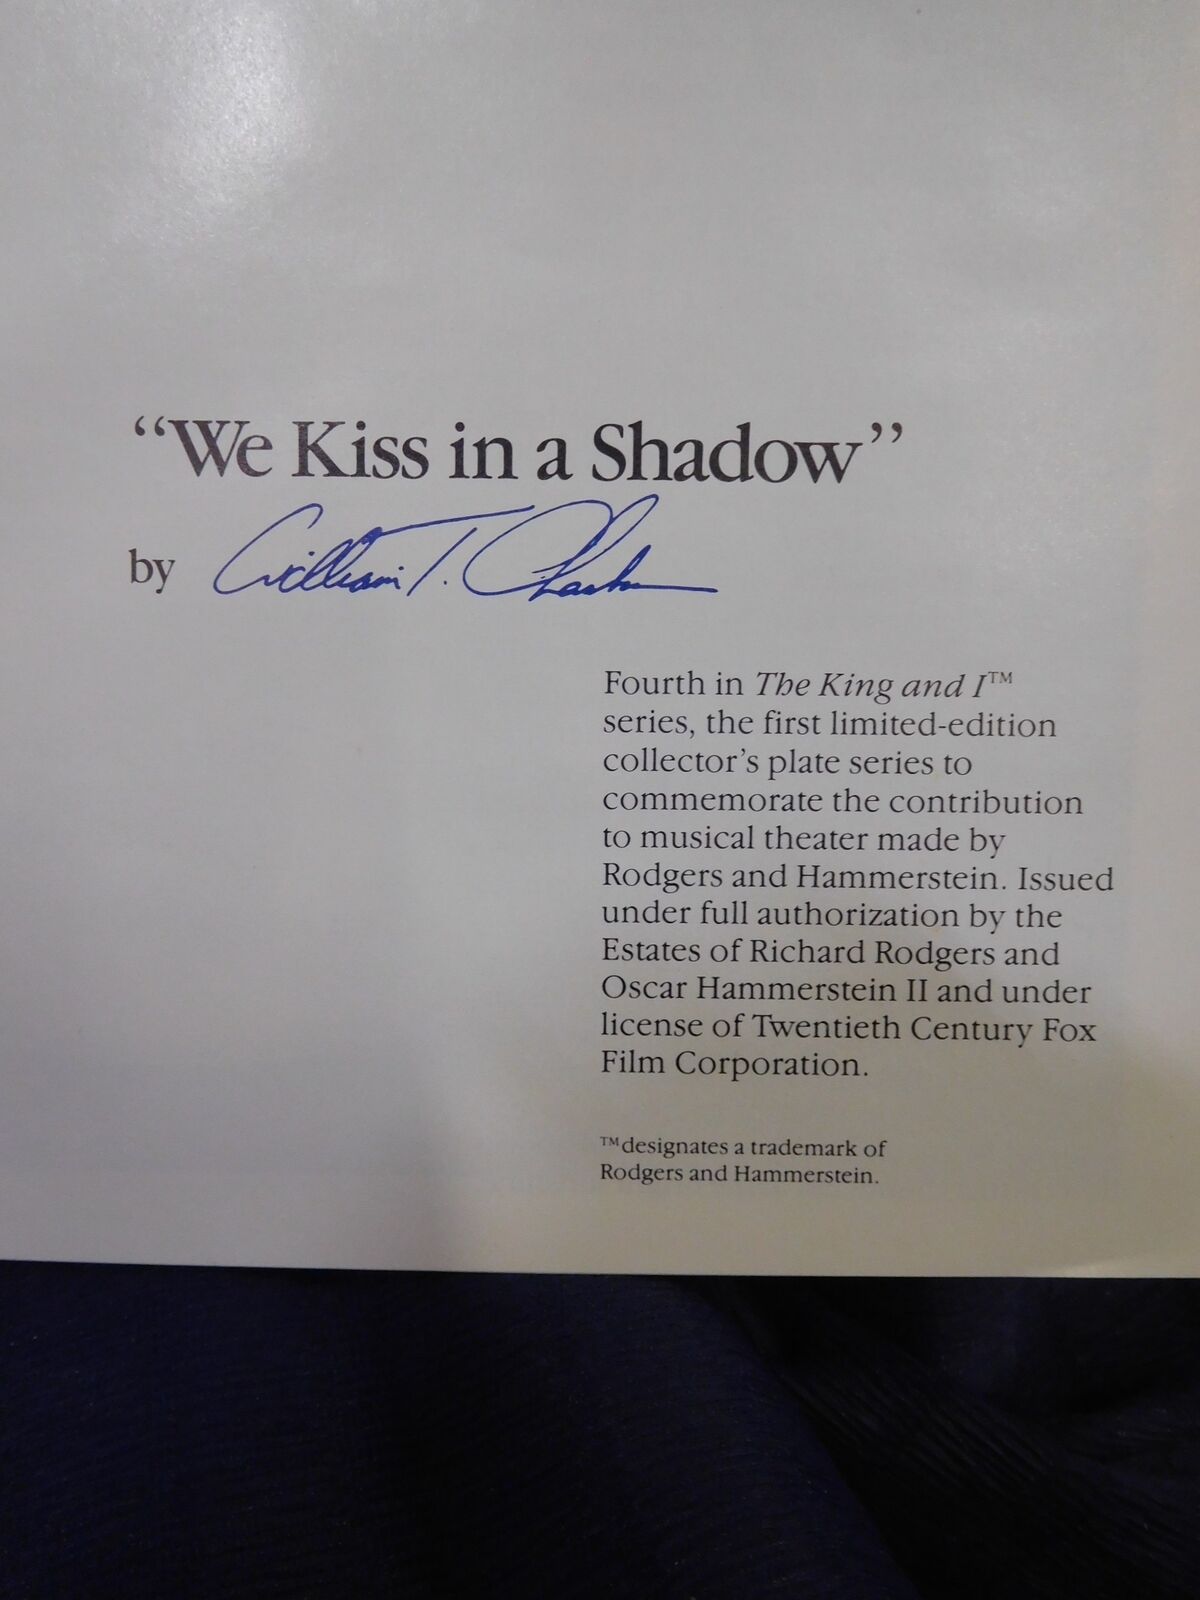 “We Kiss in a Shadow”
by William T. Chambers
Fourth in The King and I™
series, the first limited-edition
collector’s plate series to
commemorate the contribution
to musical theater made by
Rodgers and Hammerstein. Issued
under full authorization by the
Estates of Richard Rodgers and
Oscar Hammerstein II and under
license of Twentieth Century Fox
Film Corporation.
™designates a trademark of
Rodgers and Hammerstein.